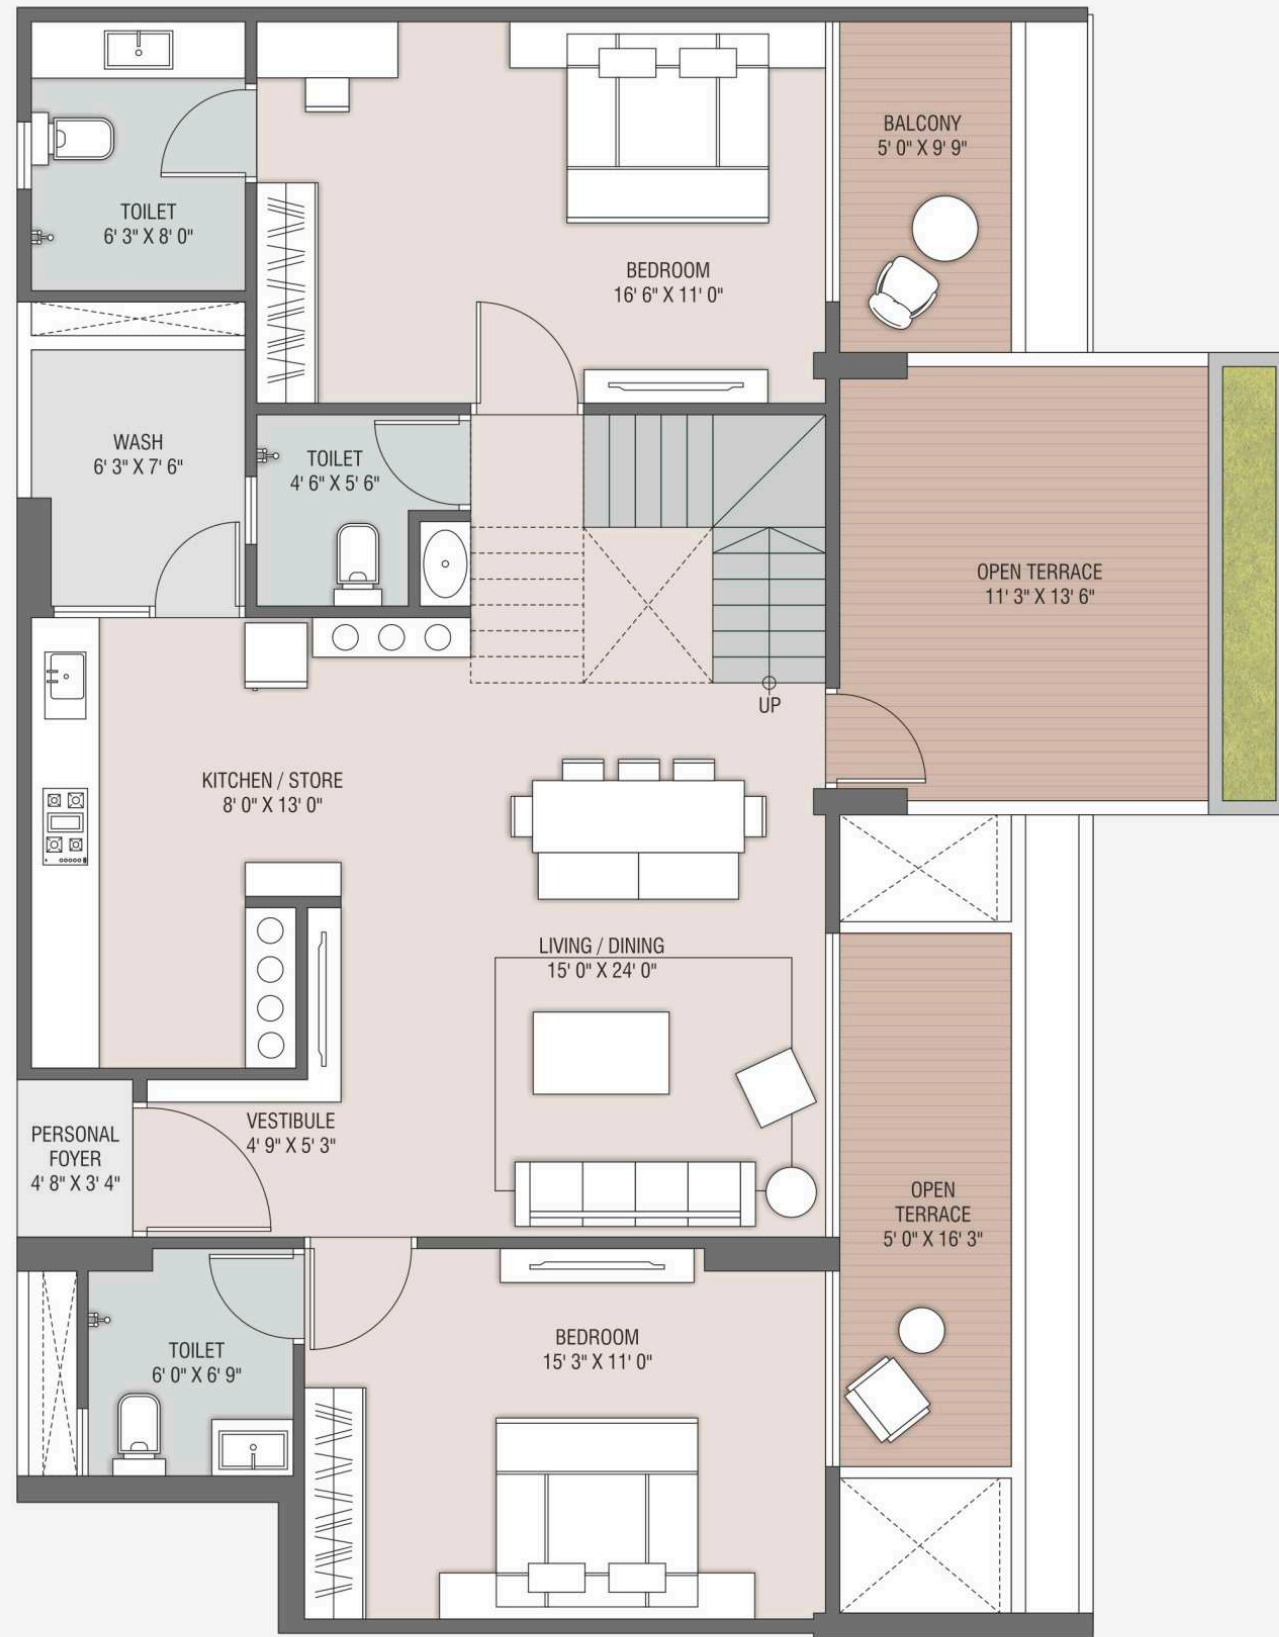 BALCONY
5' 0" X 9' 9"
TOILET
6' 3" X 8' 0"
BEDROOM
16' 6" X 11' 0"
WASH
6' 3" X 7' 6"
TOILET
4' 6" X 5' 6"
OPEN TERRACE
11' 3" X 13' 6"
UP
KITCHEN / STORE
8' 0" X 13' 0"
LIVING / DINING
15' 0" X 24' 0"
VESTIBULE
4' 9" X 5' 3"
PERSONAL
FOYER
4' 8" X 3' 4"
OPEN
TERRACE
5' 0" X 16' 3"
TOILET
6' 0" X 6' 9"
BEDROOM
15' 3" X 11' 0"